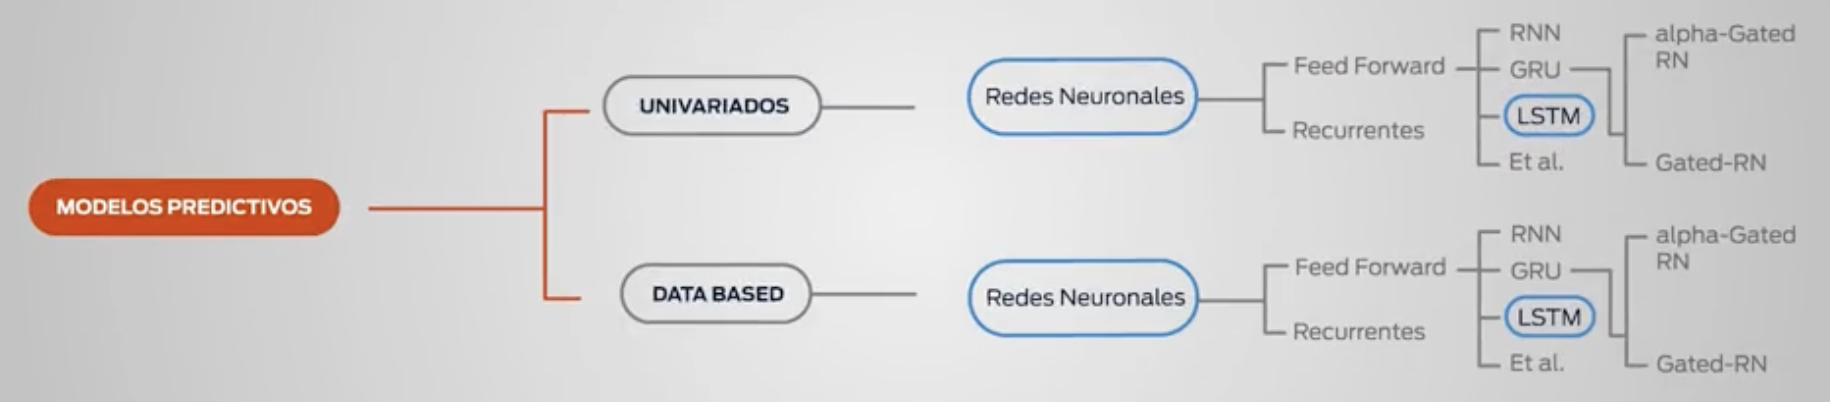 MODELOS PREDICTIVOS
UNIVARIADOS
Redes Neuronales
Feed Forward
Recurrentes
RNN
GRU
LSTM
Et al.
alpha-Gated
RN
Gated-RN
DATA BASED
Redes Neuronales
Feed Forward
Recurrentes
RNN
GRU
LSTM
Et al.
alpha-Gated
RN
Gated-RN